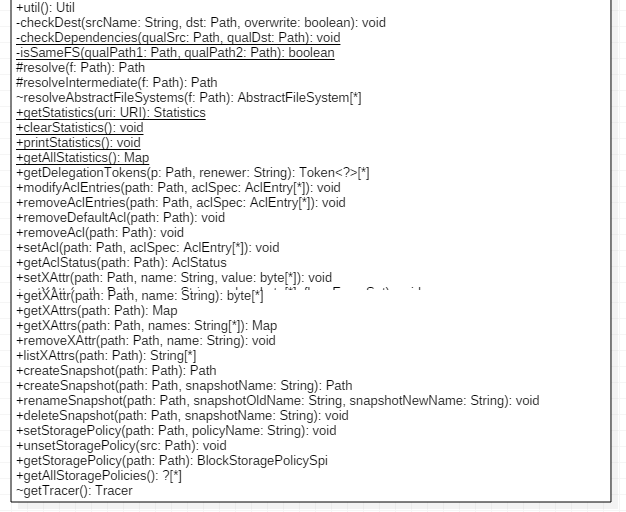 +util(): Util
-checkDest(srcName: String, dst: Path, overwrite: boolean): void
-checkDependencies(qualSrc: Path, qualDst: Path): void
-isSameFS(qualPath1: Path, qualPath2: Path): boolean
#resolve(f: Path): Path
#resolveIntermediate(f: Path): Path
~resolveAbstractFileSystems(f: Path): AbstractFileSystem[*]
+getStatistics(uri: URI): Statistics
+clearStatistics(): void
+printStatistics(): void
+getAllStatistics(): Map
+getDelegationTokens(p: Path, renewer: String): Token<?>[*]
+modifyAclEntries(path: Path, aclSpec: AclEntry[*]): void
+removeAclEntries(path: Path, aclSpec: AclEntry[*]): void
+removeDefaultAcl(path: Path): void
+removeAcl(path: Path): void
+setAcl(path: Path, aclSpec: AclEntry[*]): void
+getAclStatus(path: Path): AclStatus
+setXAttr(path: Path, name: String, value: byte[*]): void
+getXAttr(path: Path, name: String): byte[*]
+getXAttrs(path: Path): Map
+getXAttrs(path: Path, names: String[*]): Map
+removeXAttr(path: Path, name: String): void
+listXAttrs(path: Path): String[*]
+createSnapshot(path: Path): Path
+createSnapshot(path: Path, snapshotName: String): Path
+renameSnapshot(path: Path, snapshotOldName: String, snapshotNewName: String): void
+deleteSnapshot(path: Path, snapshotName: String): void
+setStoragePolicy(path: Path, policyName: String): void
+unsetStoragePolicy(src: Path): void
+getStoragePolicy(path: Path): BlockStoragePolicySpi
+getAllStoragePolicies(): ?[*]
~getTracer(): Tracer